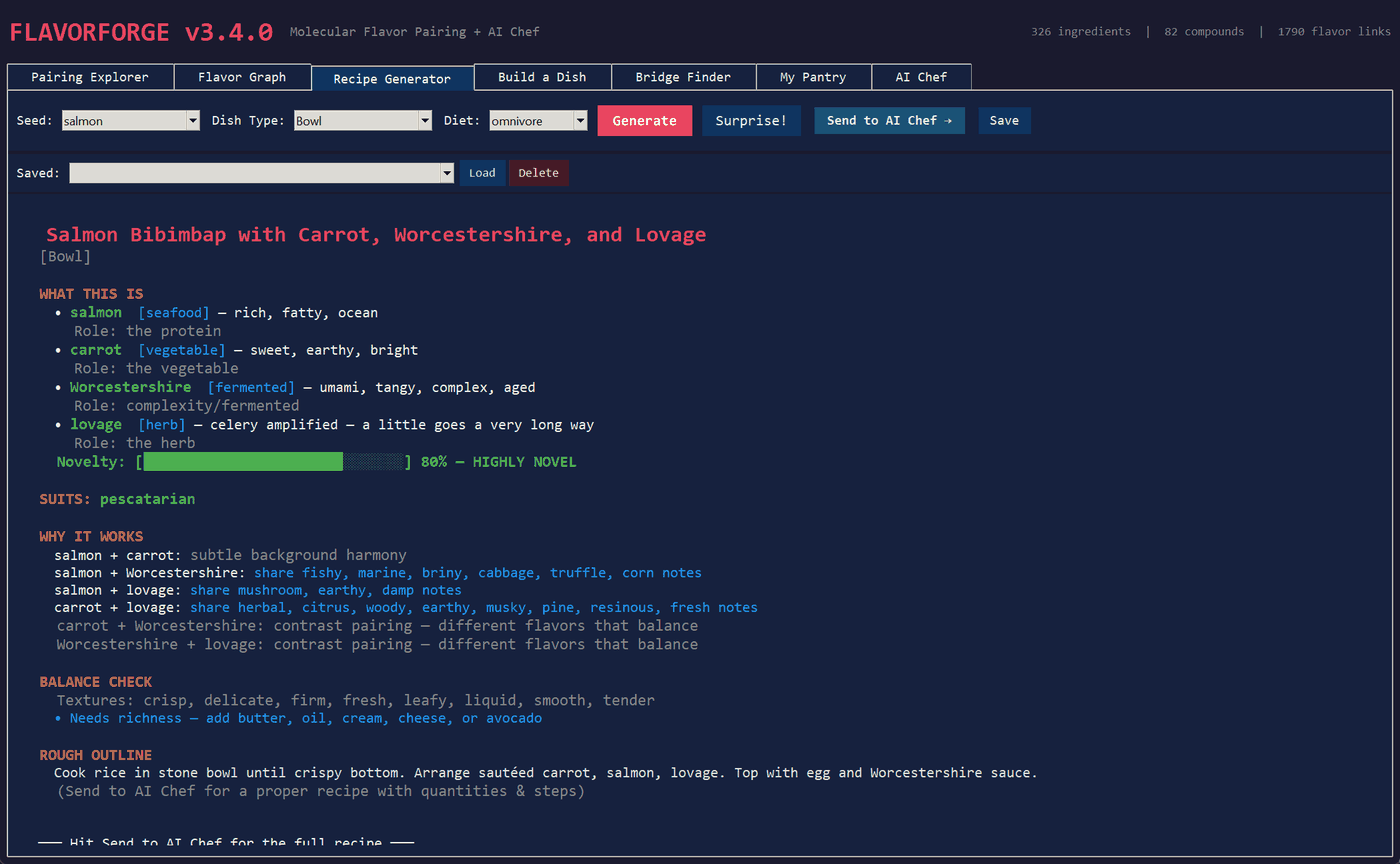 FLAVORFORGE v3.4.0 Molecular Flavor Pairing + AI Chef 326 ingredients | 82 compounds | 1790 flavor links
Pairing Explorer Flavor Graph Recipe Generator Build a Dish Bridge Finder My Pantry AI Chef
Seed: salmon Dish Type: Bowl Diet: omnivore Generate Surprise! Send to AI Chef → Save
Saved: Load Delete
Salmon Bibimbap with Carrot, Worcestershire, and Lovage
[Bowl]
WHAT THIS IS
• salmon [seafood] — rich, fatty, ocean
Role: the protein
• carrot [vegetable] — sweet, earthy, bright
Role: the vegetable
• Worcestershire [fermented] — umami, tangy, complex, aged
Role: complexity/fermented
• lovage [herb] — celery amplified — a little goes a very long way
Role: the herb
Novelty: [████████████████░░░░] 80% — HIGHLY NOVEL
SUITS: pescatarian
WHY IT WORKS
salmon + carrot: subtle background harmony
salmon + Worcestershire: share fishy, marine, briny, cabbage, truffle, corn notes
salmon + lovage: share mushroom, earthy, damp notes
carrot + lovage: share herbal, citrus, woody, earthy, musky, pine, resinous, fresh notes
carrot + Worcestershire: contrast pairing — different flavors that balance
Worcestershire + lovage: contrast pairing — different flavors that balance
BALANCE CHECK
Textures: crisp, delicate, firm, fresh, leafy, liquid, smooth, tender
• Needs richness — add butter, oil, cream, cheese, or avocado
ROUGH OUTLINE
Cook rice in stone bowl until crispy bottom. Arrange sautéed carrot, salmon, lovage. Top with egg and Worcestershire sauce.
(Send to AI Chef for a proper recipe with quantities & steps)
—— Hit Send to AI Chef for the full recipe ——